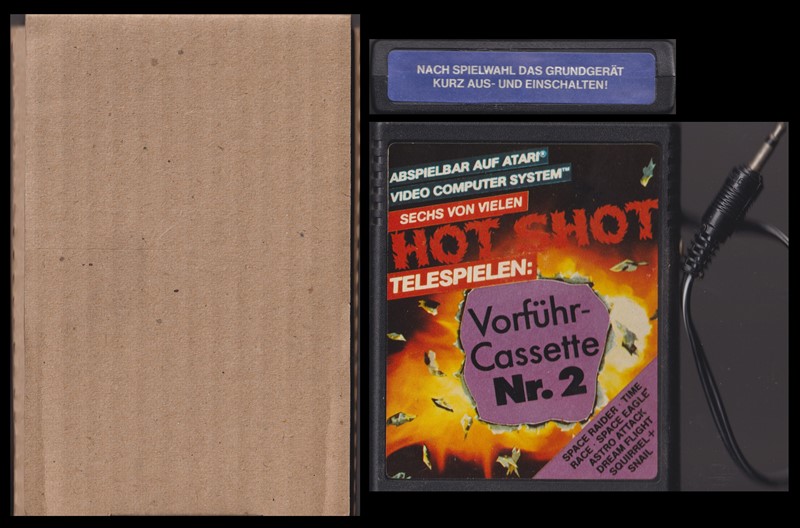 NACH SPIELWAHL DAS GRUNDGERÄT
KURZ AUS- UND EINSCHALTEN!
ABSPIELBAR AUF ATARI®
VIDEO COMPUTER SYSTEM™
SECHS VON VIELEN
HOT SHOT
TELESPIELEN:
Vorführ-
Cassette
Nr. 2
SPACE RAIDER TIME
RACE * SPACE EAGLE*
ASTRO ATTACK
DREAM FLIGHT
SQUIRREL +
SNAIL